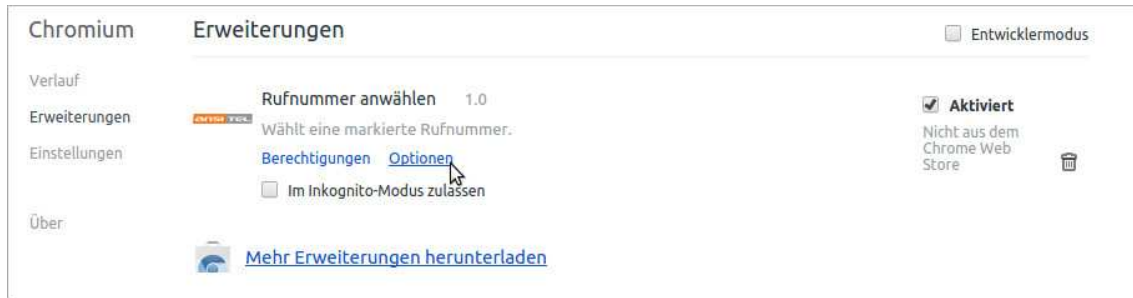 Chromium
Erweiterungen
Entwicklermodus
Verlauf
Erweiterungen
Einstellungen
Über
Rufnummer anwählen 1.0
Wählt eine markierte Rufnummer.
Berechtigungen Optionen
Im Inkognito-Modus zulassen
Aktiviert
Nicht aus dem
Chrome Web
Store
Mehr Erweiterungen herunterladen